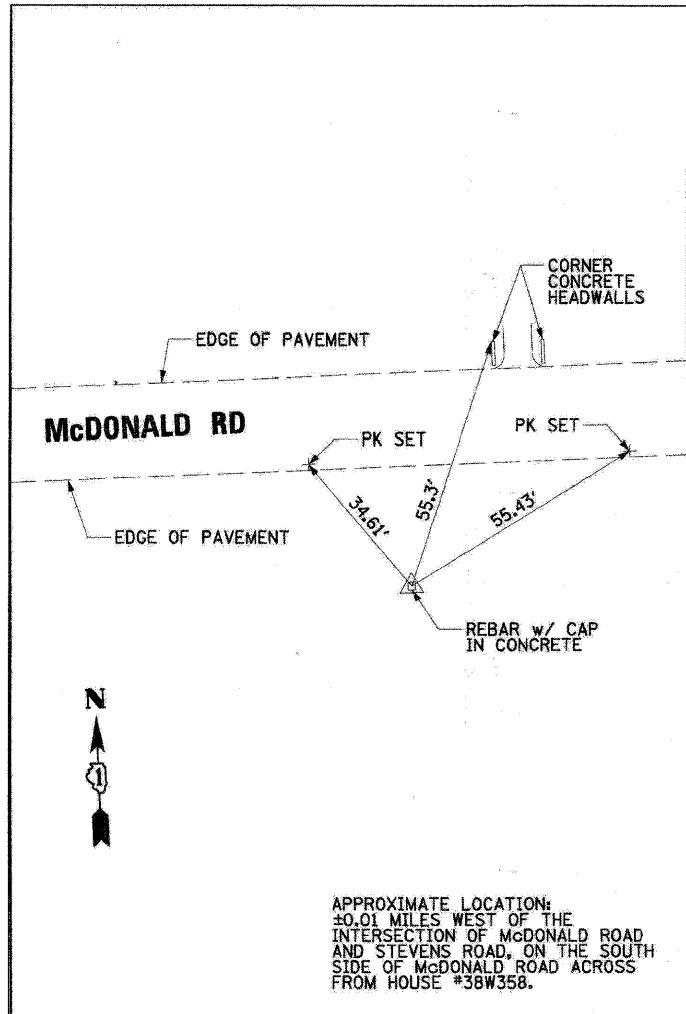 CORNER
CONCRETE
HEADWALLS
EDGE OF PAVEMENT
McDONALD RD
PK SET
PK SET
34.61'
55.3'
55.43'
EDGE OF PAVEMENT
REBAR w/ CAP
IN CONCRETE
N
1
APPROXIMATE LOCATION:
±0.01 MILES WEST OF THE
INTERSECTION OF McDONALD ROAD
AND STEVENS ROAD, ON THE SOUTH
SIDE OF McDONALD ROAD ACROSS
FROM HOUSE #38W358.